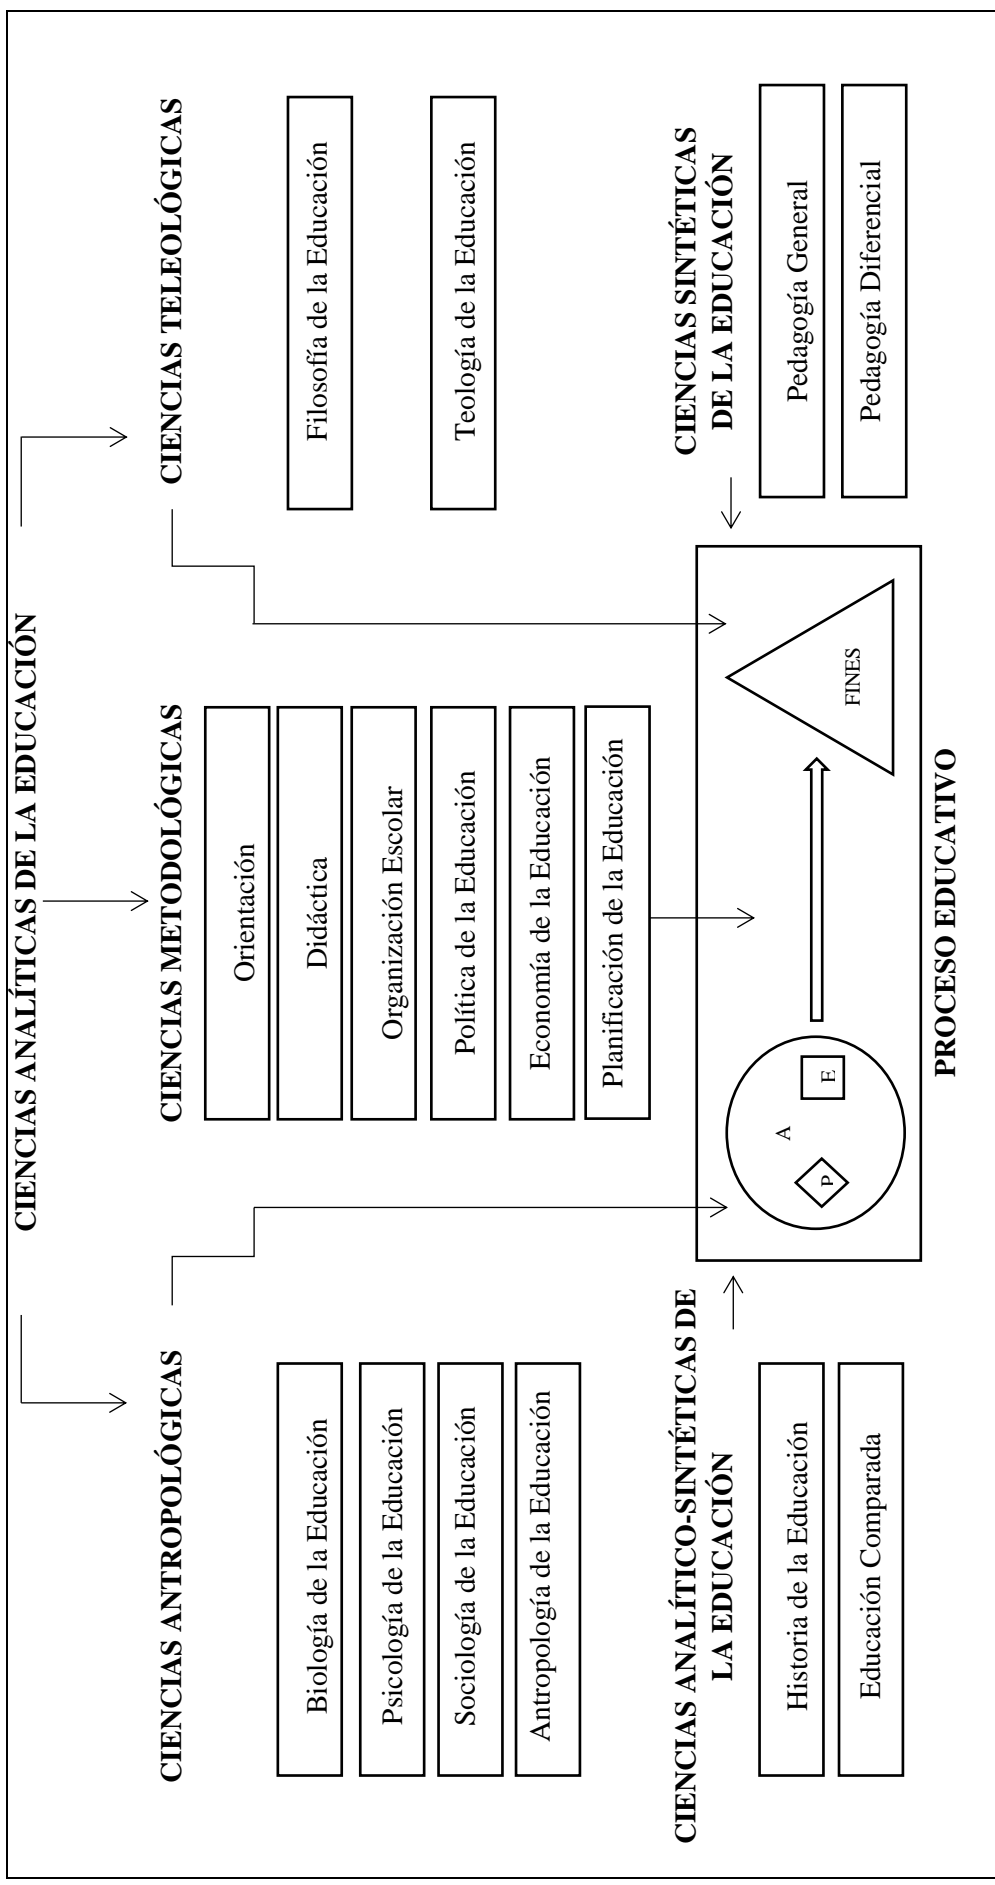 CIENCIAS ANALÍTICAS DE LA EDUCACIÓN
CIENCIAS ANTROPOLÓGICAS
Biología de la Educación
Psicología de la Educación
Sociología de la Educación
Antropología de la Educación
CIENCIAS METODOLÓGICAS
Orientación
Didáctica
Organización Escolar
Política de la Educación
Economía de la Educación
Planificación de la Educación
CIENCIAS TELEOLÓGICAS
Filosofía de la Educación
Teología de la Educación
CIENCIAS ANALÍTICO-SINTÉTICAS DE
LA EDUCACIÓN
Historia de la Educación
Educación Comparada
P
A
E
FINES
PROCESO EDUCATIVO
CIENCIAS SINTÉTICAS
DE LA EDUCACIÓN
Pedagogía General
Pedagogía Diferencial